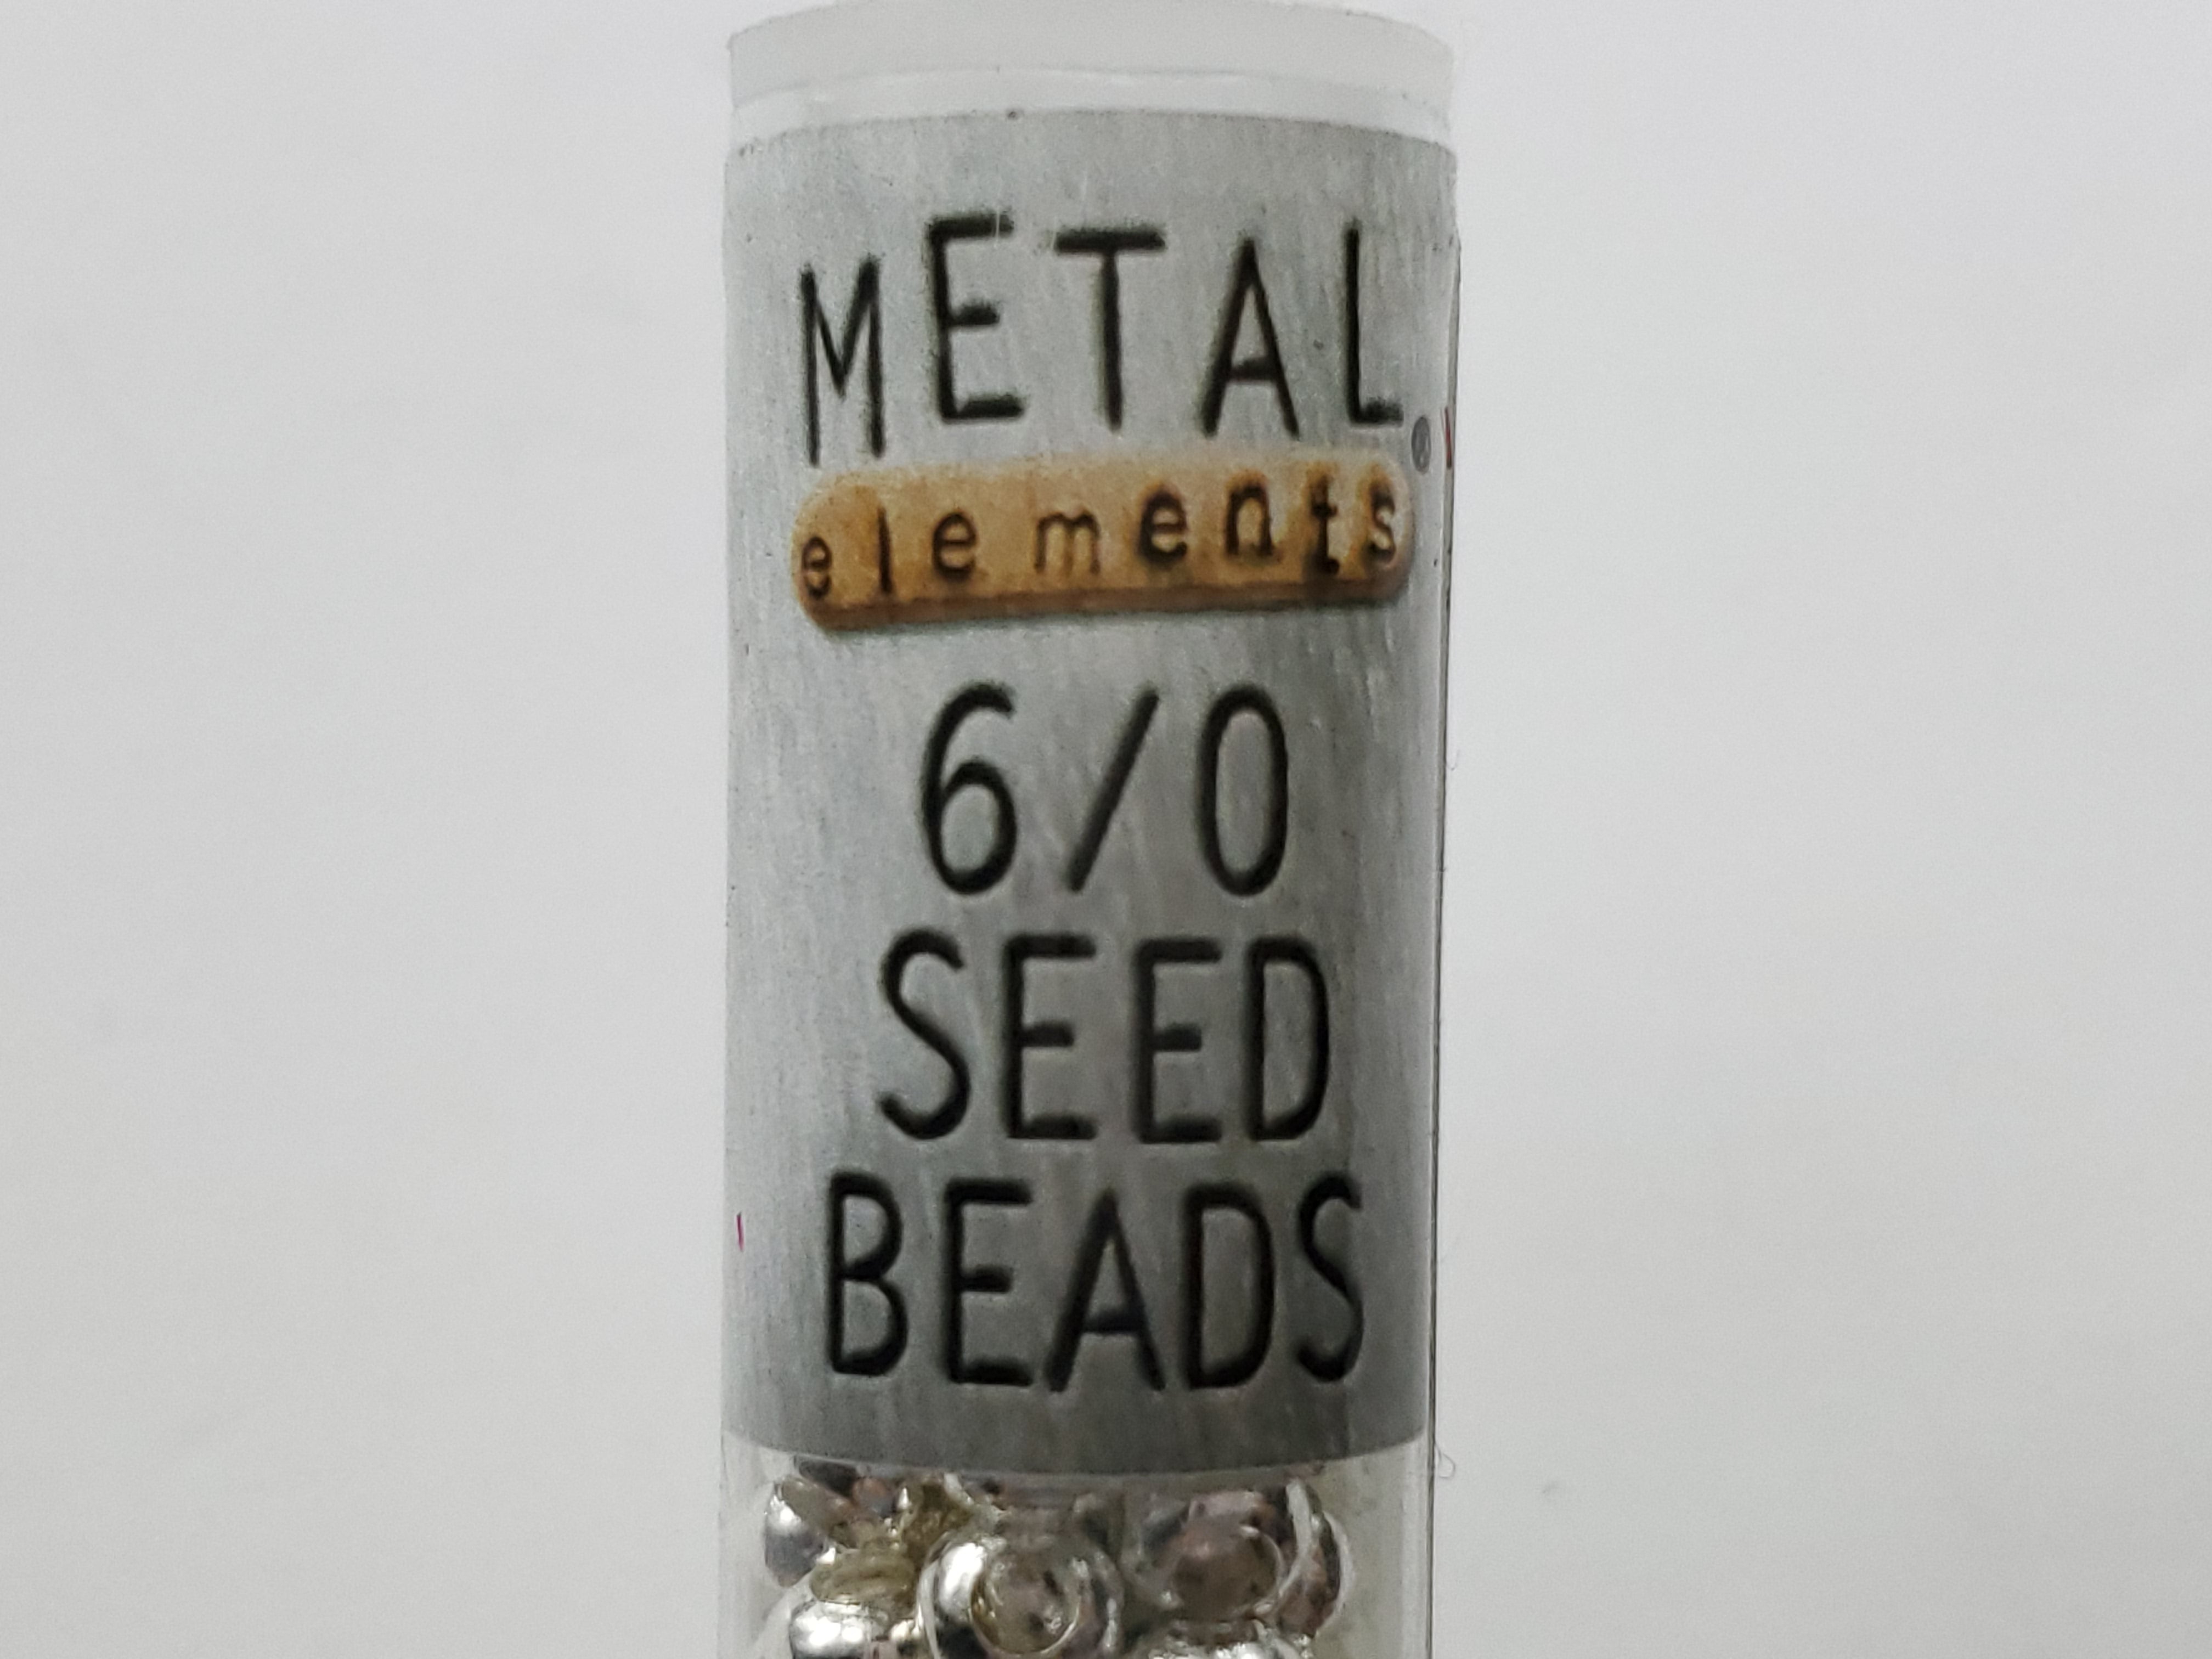 METAL
elements
6/0
SEED
BEADS